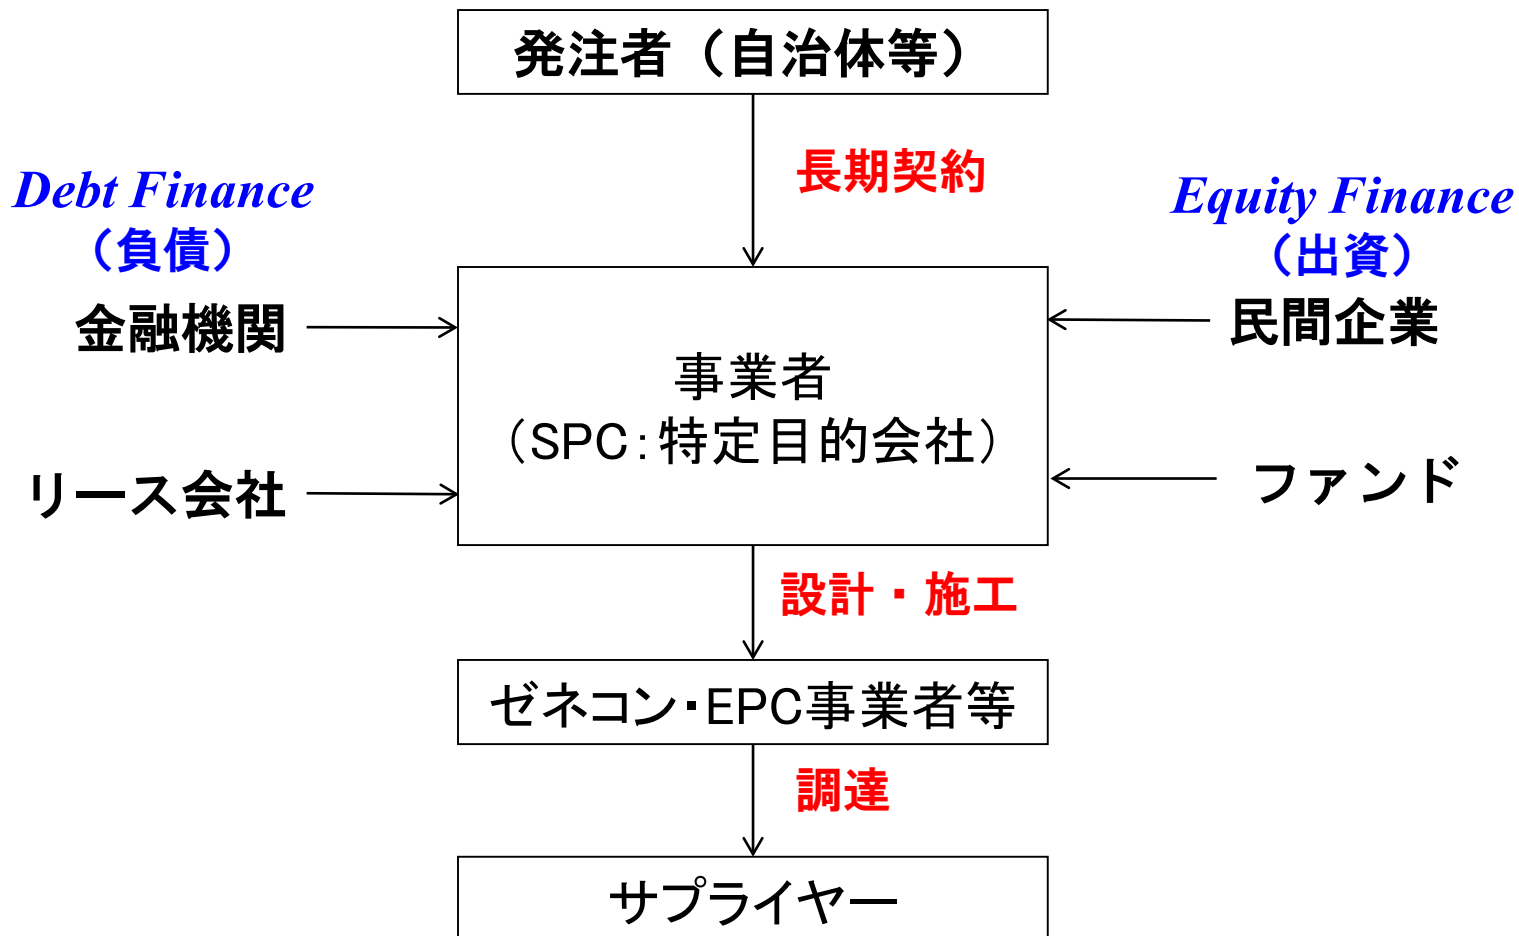 発注者（自治体等）
長期契約
Debt Finance
（負債）
Equity Finance
（出資）
金融機関
民間企業
事業者
（SPC：特定目的会社）
リース会社
ファンド
設計・施工
ゼネコン・EPC事業者等
調達
サプライヤー